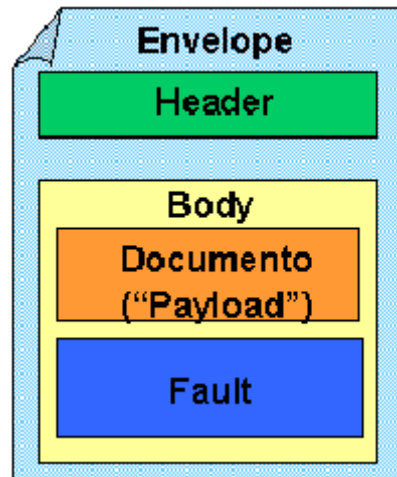 Envelope
Header
Body
Documento
(“Payload”)
Fault